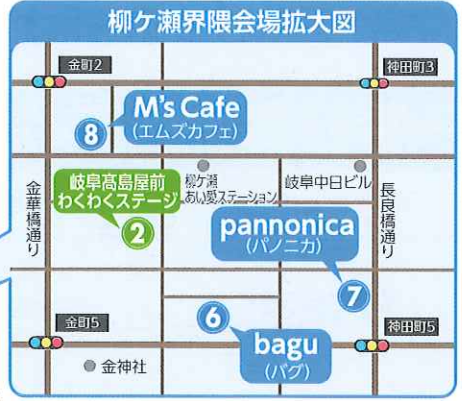 柳ケ瀬界隈会場拡大図
金町2
神田町3
M's Cafe
(エムズカフェ)
8
岐阜髙島屋前
わくわくステージ
2
柳ケ瀬
あい愛ステーション
岐阜中日ビル
金華橋通り
長良橋通り
pannonica
(パノニカ)
7
6
金町5
神田町5
bagu
(バグ)
金神社